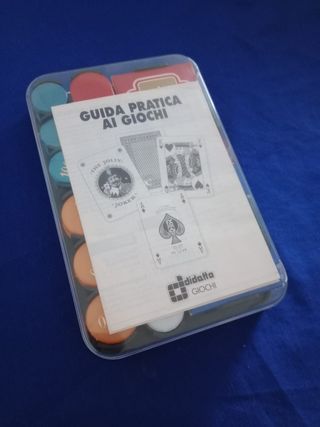 GUIDA PRATICA
AI GIOCHI
THE JOLLY
JOKER
didatta
GIOCHI